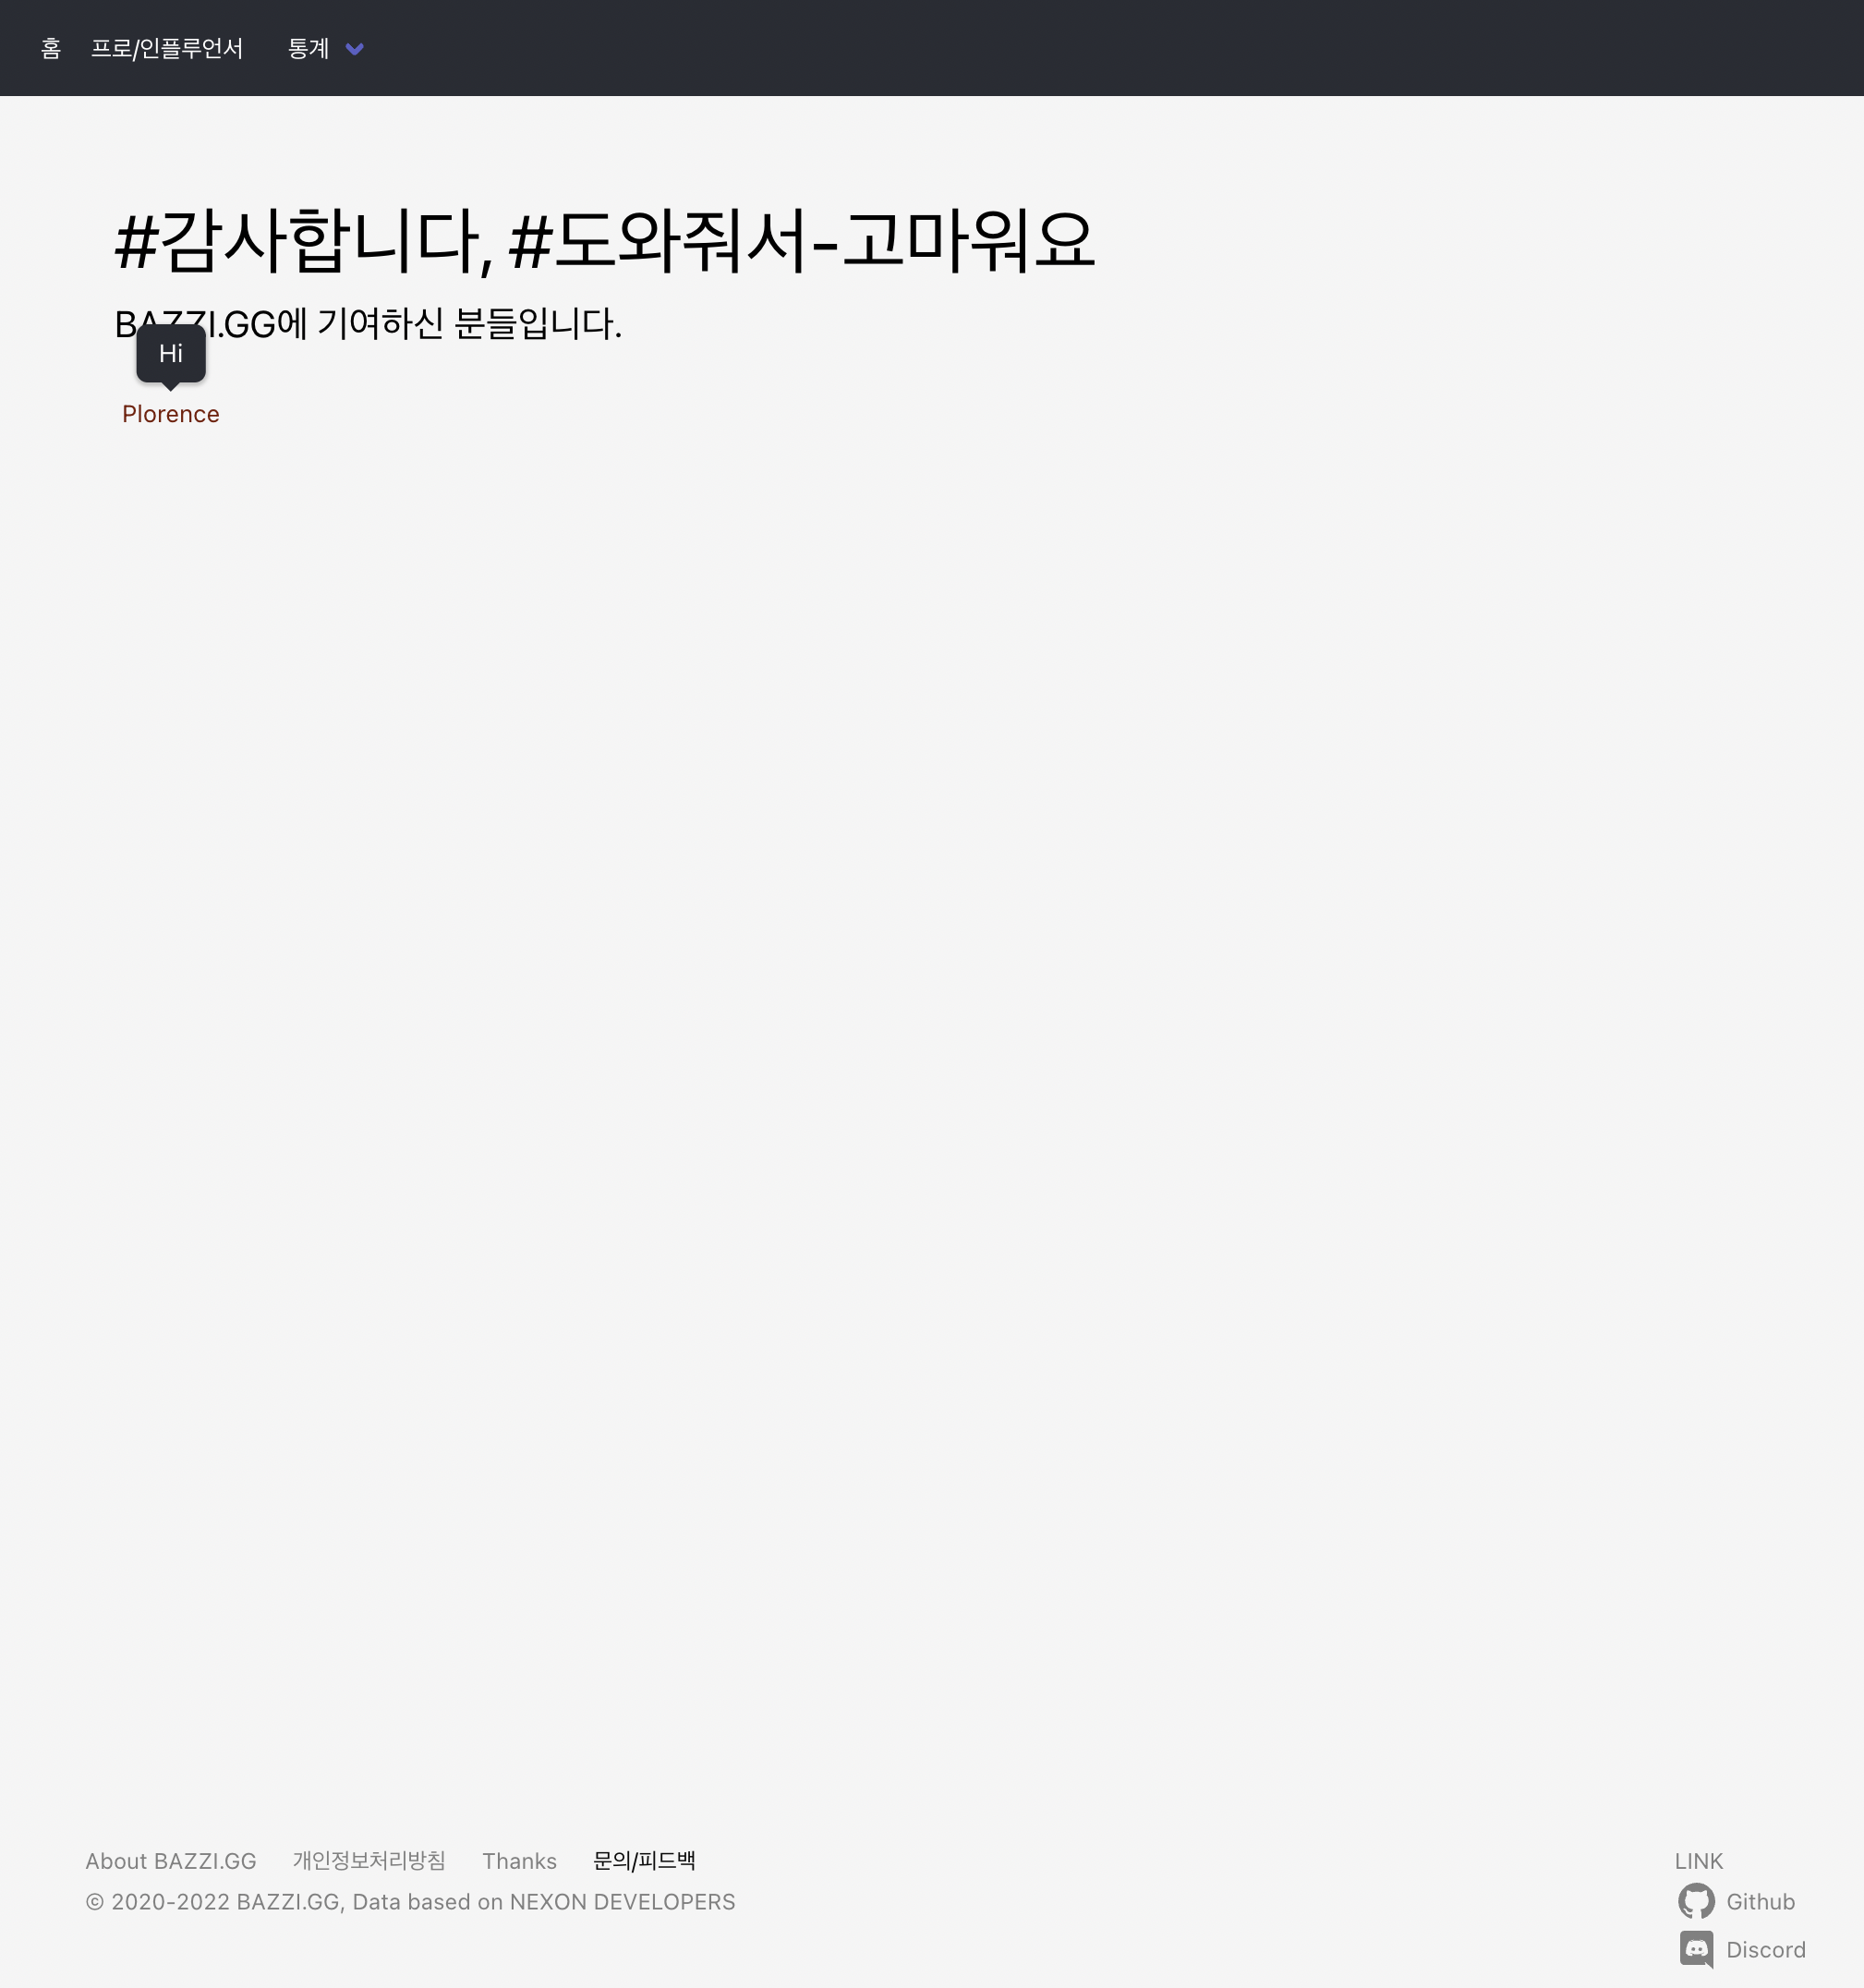 홈 프로/인플루언서 통계
#감사합니다, #도와줘서-고마워요
BAZZI.GG에 기여하신 분들입니다.
Hi
Plorence
About BAZZI.GG 개인정보처리방침 Thanks 문의/피드백
© 2020-2022 BAZZI.GG, Data based on NEXON DEVELOPERS
LINK
Github
Discord